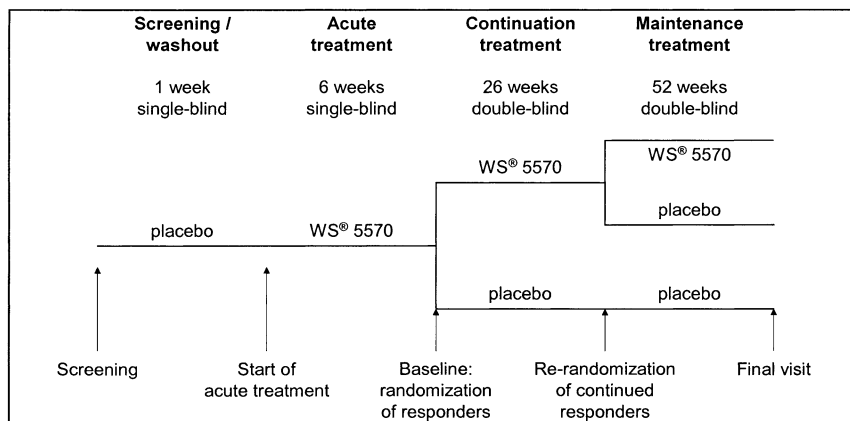 Screening / washout
Acute treatment
Continuation treatment
Maintenance treatment
1 week single-blind
6 weeks single-blind
26 weeks double-blind
52 weeks double-blind
WS® 5570
WS® 5570
placebo
placebo
WS® 5570
placebo
placebo
Screening
Start of acute treatment
Baseline: randomization of responders
Re-randomization of continued responders
Final visit